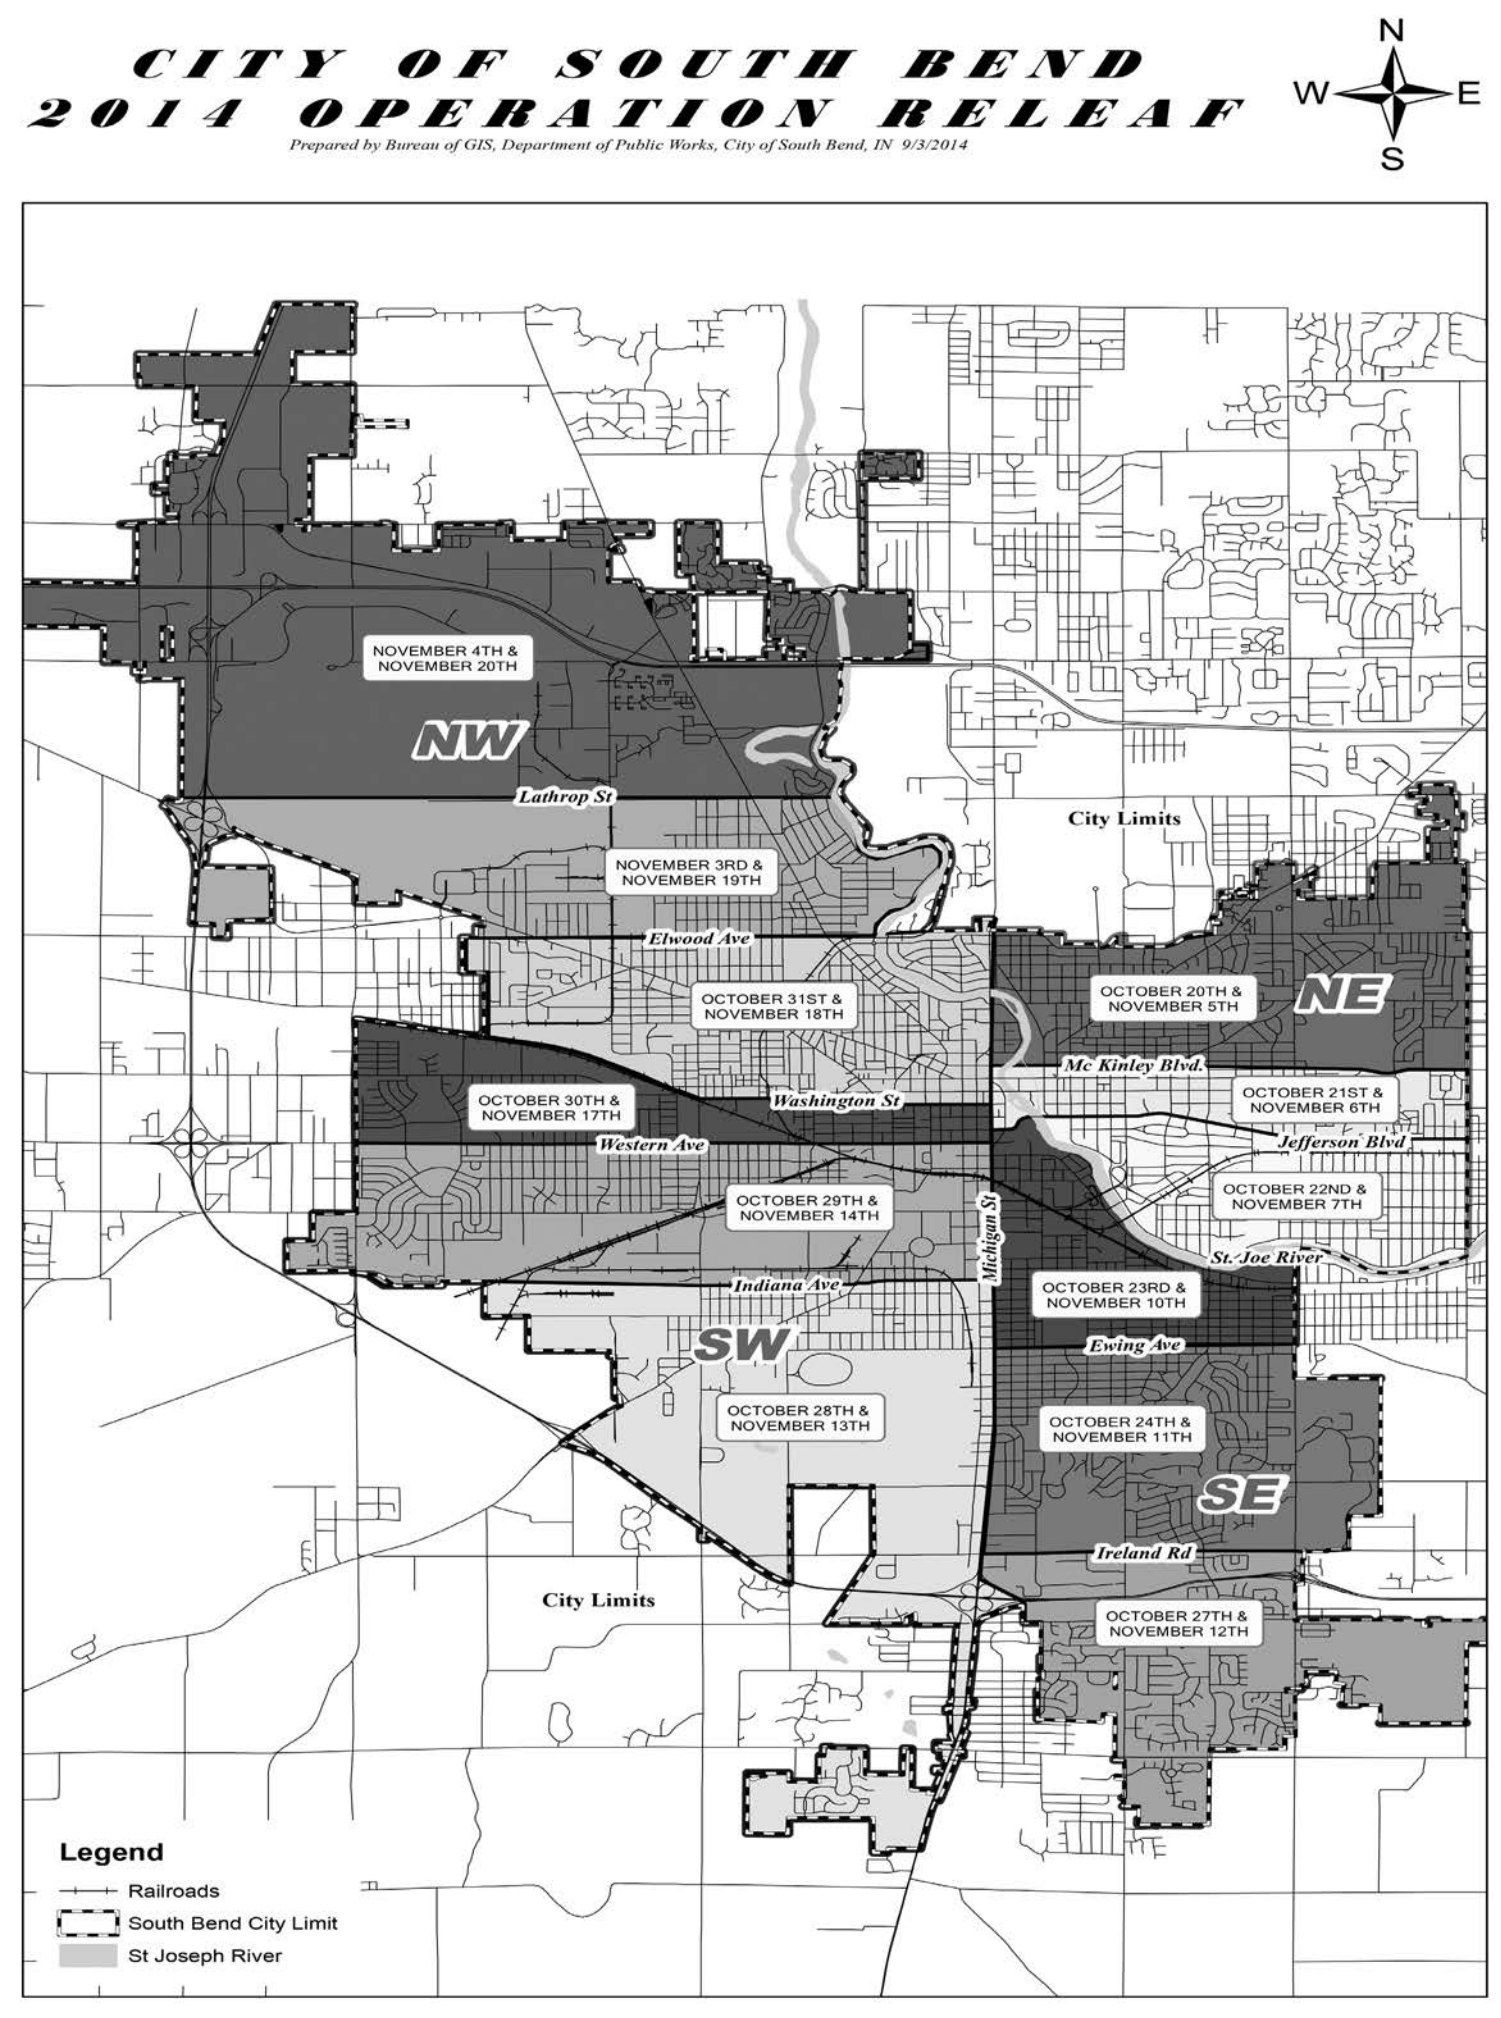 CITY OF SOUTH BEND
2014 OPERATION RELEAF
Prepared by Bureau of GIS, Department of Public Works, City of South Bend, IN 9/3/2014
N
W E
S
NOVEMBER 4TH &
NOVEMBER 20TH
NW
Lathrop St
City Limits
NOVEMBER 3RD &
NOVEMBER 19TH
Elwood Ave
OCTOBER 31ST &
NOVEMBER 18TH
OCTOBER 20TH &
NOVEMBER 5TH
NE
Mc Kinley Blvd.
OCTOBER 30TH &
NOVEMBER 17TH
Washington St
OCTOBER 21ST &
NOVEMBER 6TH
Western Ave
Jefferson Blvd
OCTOBER 29TH &
NOVEMBER 14TH
Michigan St
OCTOBER 22ND &
NOVEMBER 7TH
St. Joe River
Indiana Ave
OCTOBER 23RD &
NOVEMBER 10TH
SW
Ewing Ave
OCTOBER 28TH &
NOVEMBER 13TH
OCTOBER 24TH &
NOVEMBER 11TH
SE
Ireland Rd
City Limits
OCTOBER 27TH &
NOVEMBER 12TH
Legend
Railroads
South Bend City Limit
St Joseph River